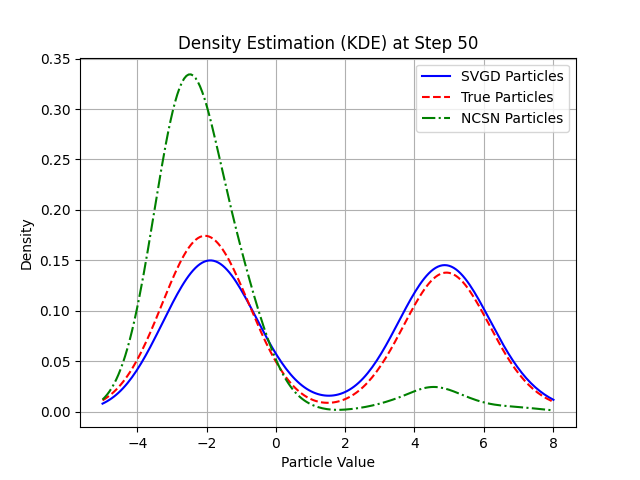 Density Estimation (KDE) at Step 50
SVGD Particles
True Particles
NCSN Particles
Density
0.35
0.30
0.25
0.20
0.15
0.10
0.05
0.00
−4 −2 0 2 4 6 8
Particle Value